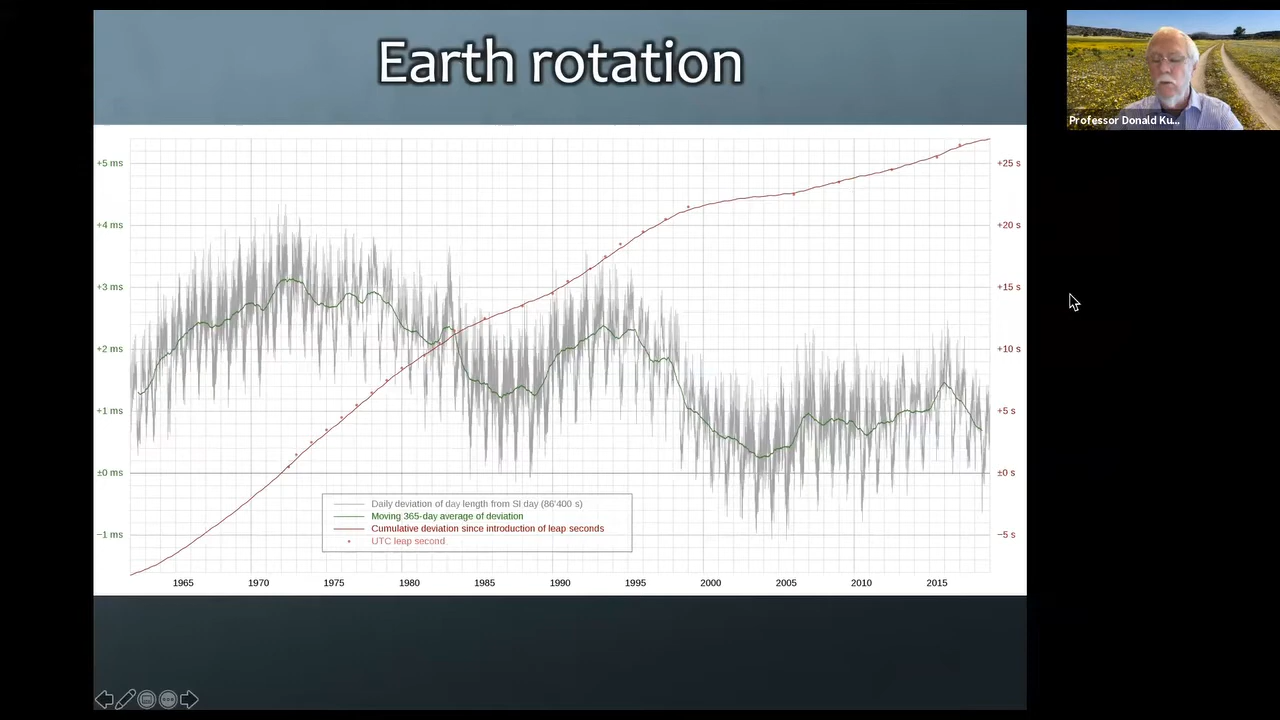 Earth rotation
Professor Donald Ku...
+5 ms
+4 ms
+3 ms
+2 ms
+1 ms
±0 ms
−1 ms
+25 s
+20 s
+15 s
+10 s
+5 s
±0 s
−5 s
Daily deviation of day length from SI day (86'400 s)
Moving 365-day average of deviation
Cumulative deviation since introduction of leap seconds
UTC leap second
1965 1970 1975 1980 1985 1990 1995 2000 2005 2010 2015